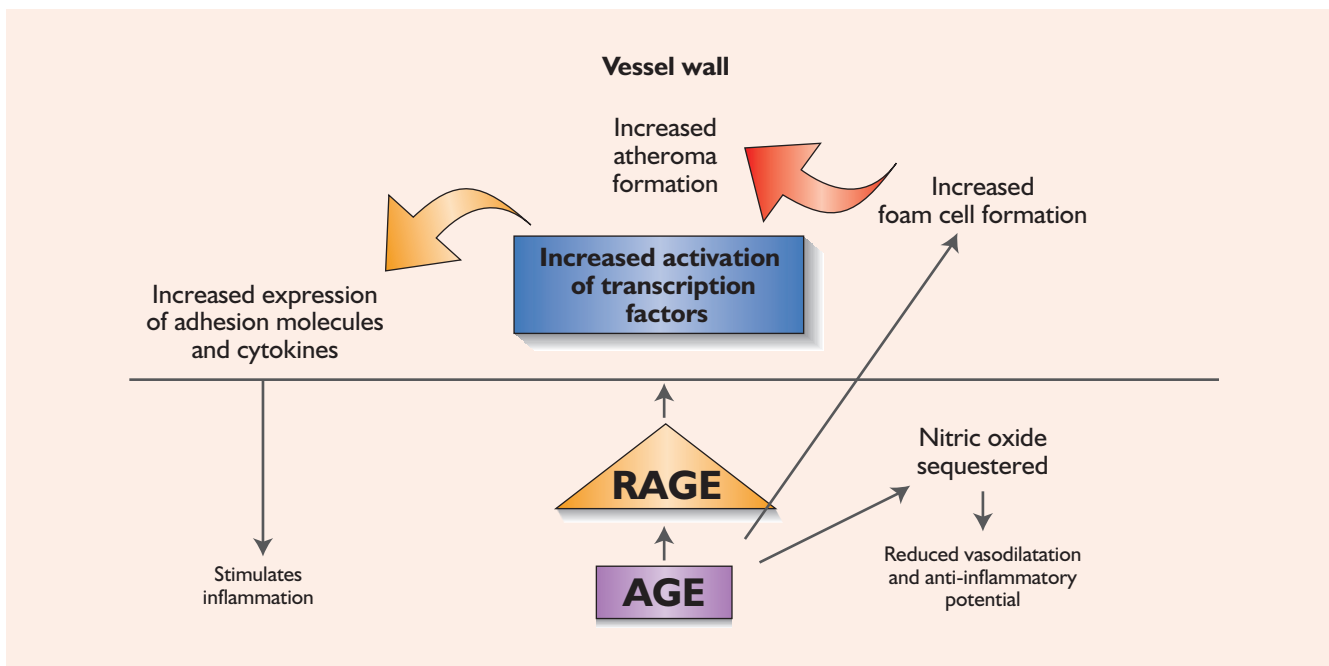 Vessel wall
Increased
atheroma
formation
Increased
foam cell formation
Increased activation
of transcription
factors
Increased expression
of adhesion molecules
and cytokines
Nitric oxide
sequestered
RAGE
Reduced vasodilatation
and anti-inflammatory
potential
Stimulates
inflammation
AGE